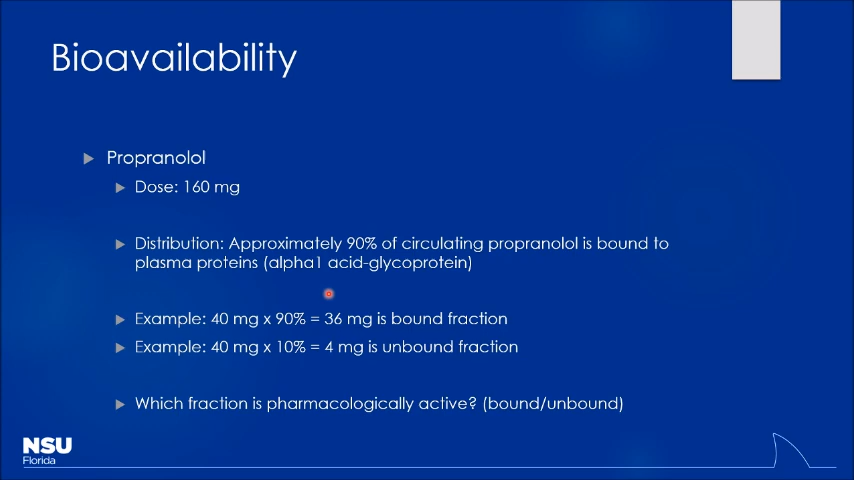 Bioavailability
Propranolol
Dose: 160 mg
Distribution: Approximately 90% of circulating propranolol is bound to
plasma proteins (alpha1 acid-glycoprotein)
Example: 40 mg x 90% = 36 mg is bound fraction
Example: 40 mg x 10% = 4 mg is unbound fraction
Which fraction is pharmacologically active? (bound/unbound)
NSU
Florida